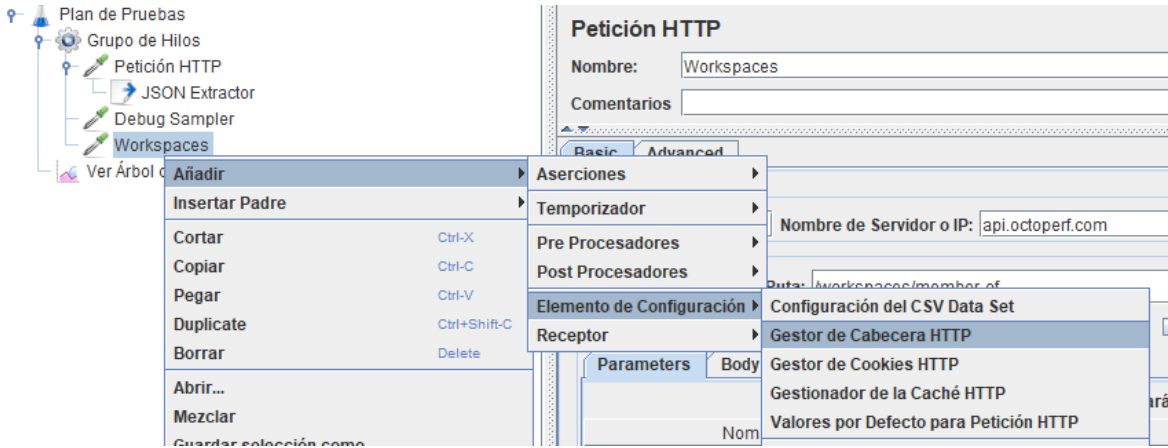 Plan de Pruebas
Grupo de Hilos
Petición HTTP
JSON Extractor
Debug Sampler
Workspaces
Ver Árbol
Petición HTTP
Nombre: Workspaces
Comentarios
Basic Advanced
Nombre de Servidor o IP: api.octoperf.com
Ruta: /workspaces/member-of
Parameters Body
Añadir
Insertar Padre
Cortar Ctrl-X
Copiar Ctrl-C
Pegar Ctrl-V
Duplicate Ctrl+Shift-C
Borrar Delete
Abrir...
Mezclar
Guardar selección como
Aserciones
Temporizador
Pre Procesadores
Post Procesadores
Elemento de Configuración
Receptor
Configuración del CSV Data Set
Gestor de Cabecera HTTP
Gestor de Cookies HTTP
Gestionador de la Caché HTTP
Valores por Defecto para Petición HTTP